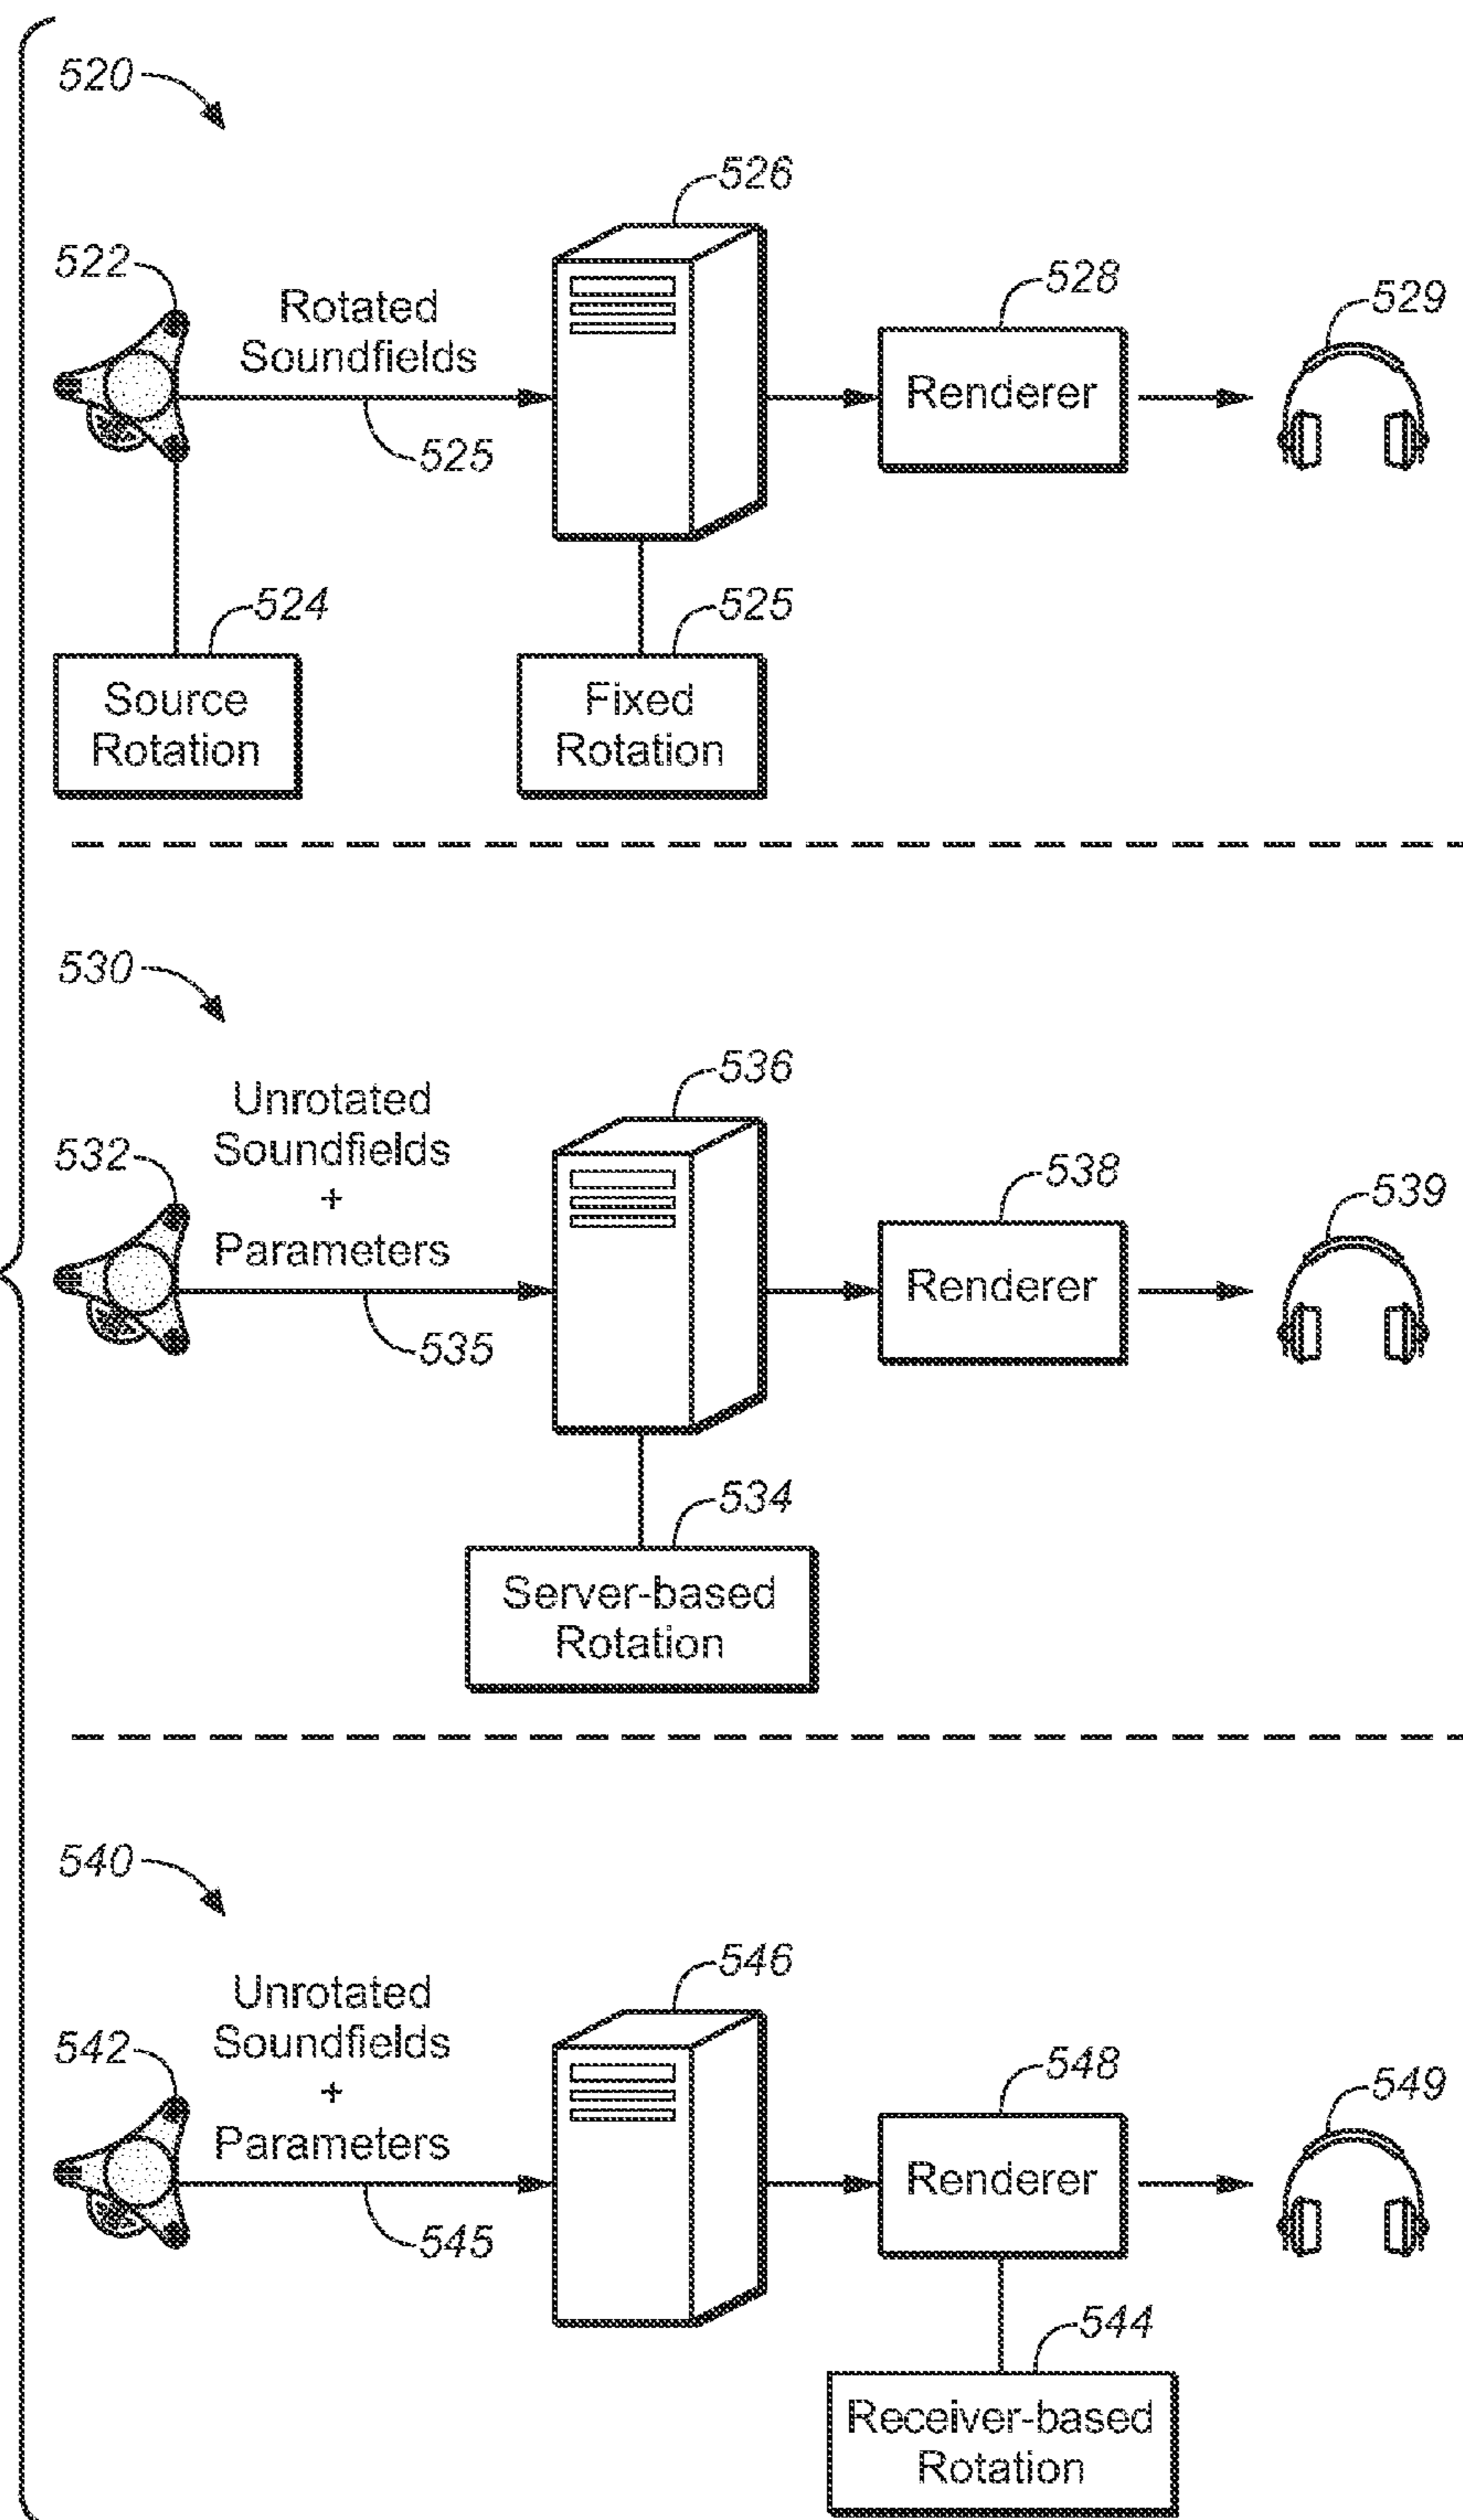 520
526
522
Rotated
Soundfields
528
529
Renderer
525
524
525
Source
Rotation
Fixed
Rotation
530
536
Unrotated
Soundfields
+
Parameters
532
538
539
Renderer
535
534
Server-based
Rotation
540
546
Unrotated
Soundfields
+
Parameters
542
548
549
Renderer
545
544
Receiver-based
Rotation